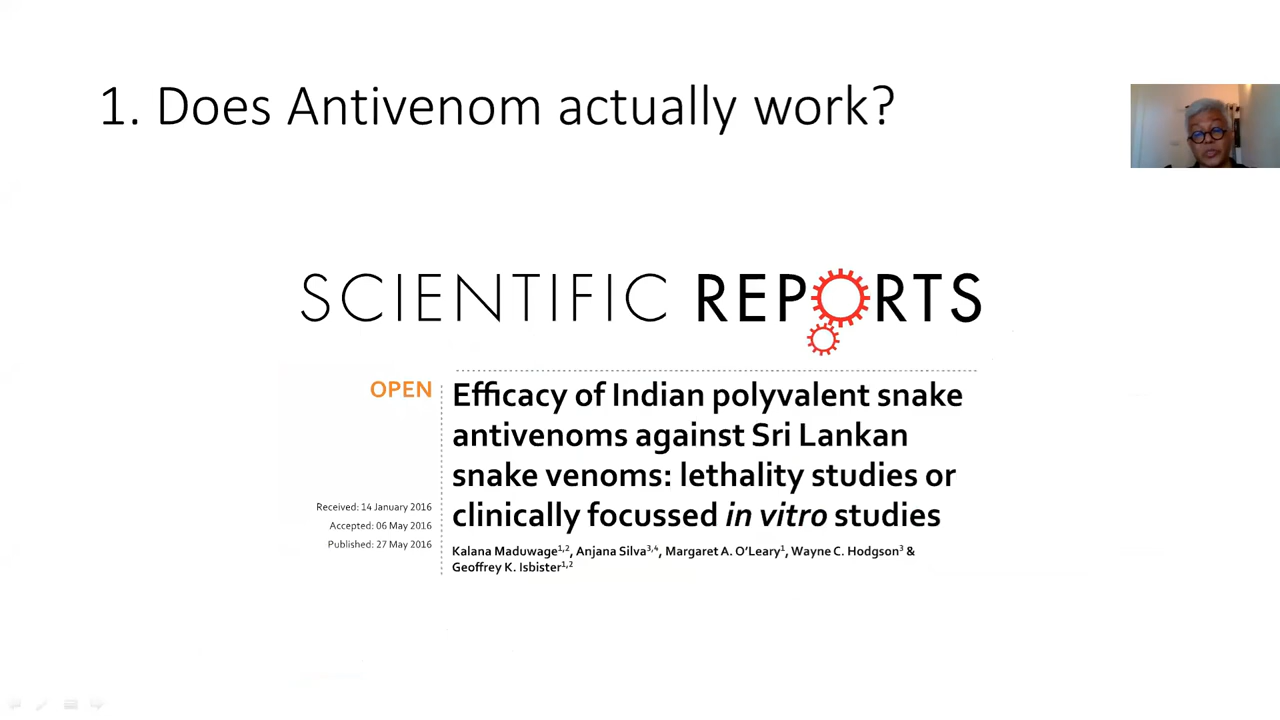 1. Does Antivenom actually work?
SCIENTIFIC REPORTS
OPEN
Efficacy of Indian polyvalent snake
antivenoms against Sri Lankan
snake venoms: lethality studies or
clinically focussed in vitro studies
Received: 14 January 2016
Accepted: 06 May 2016
Published: 27 May 2016
Kalana Maduwage1,2, Anjana Silva3,4, Margaret A. O’Leary1, Wayne C. Hodgson3 &
Geoffrey K. Isbister1,2